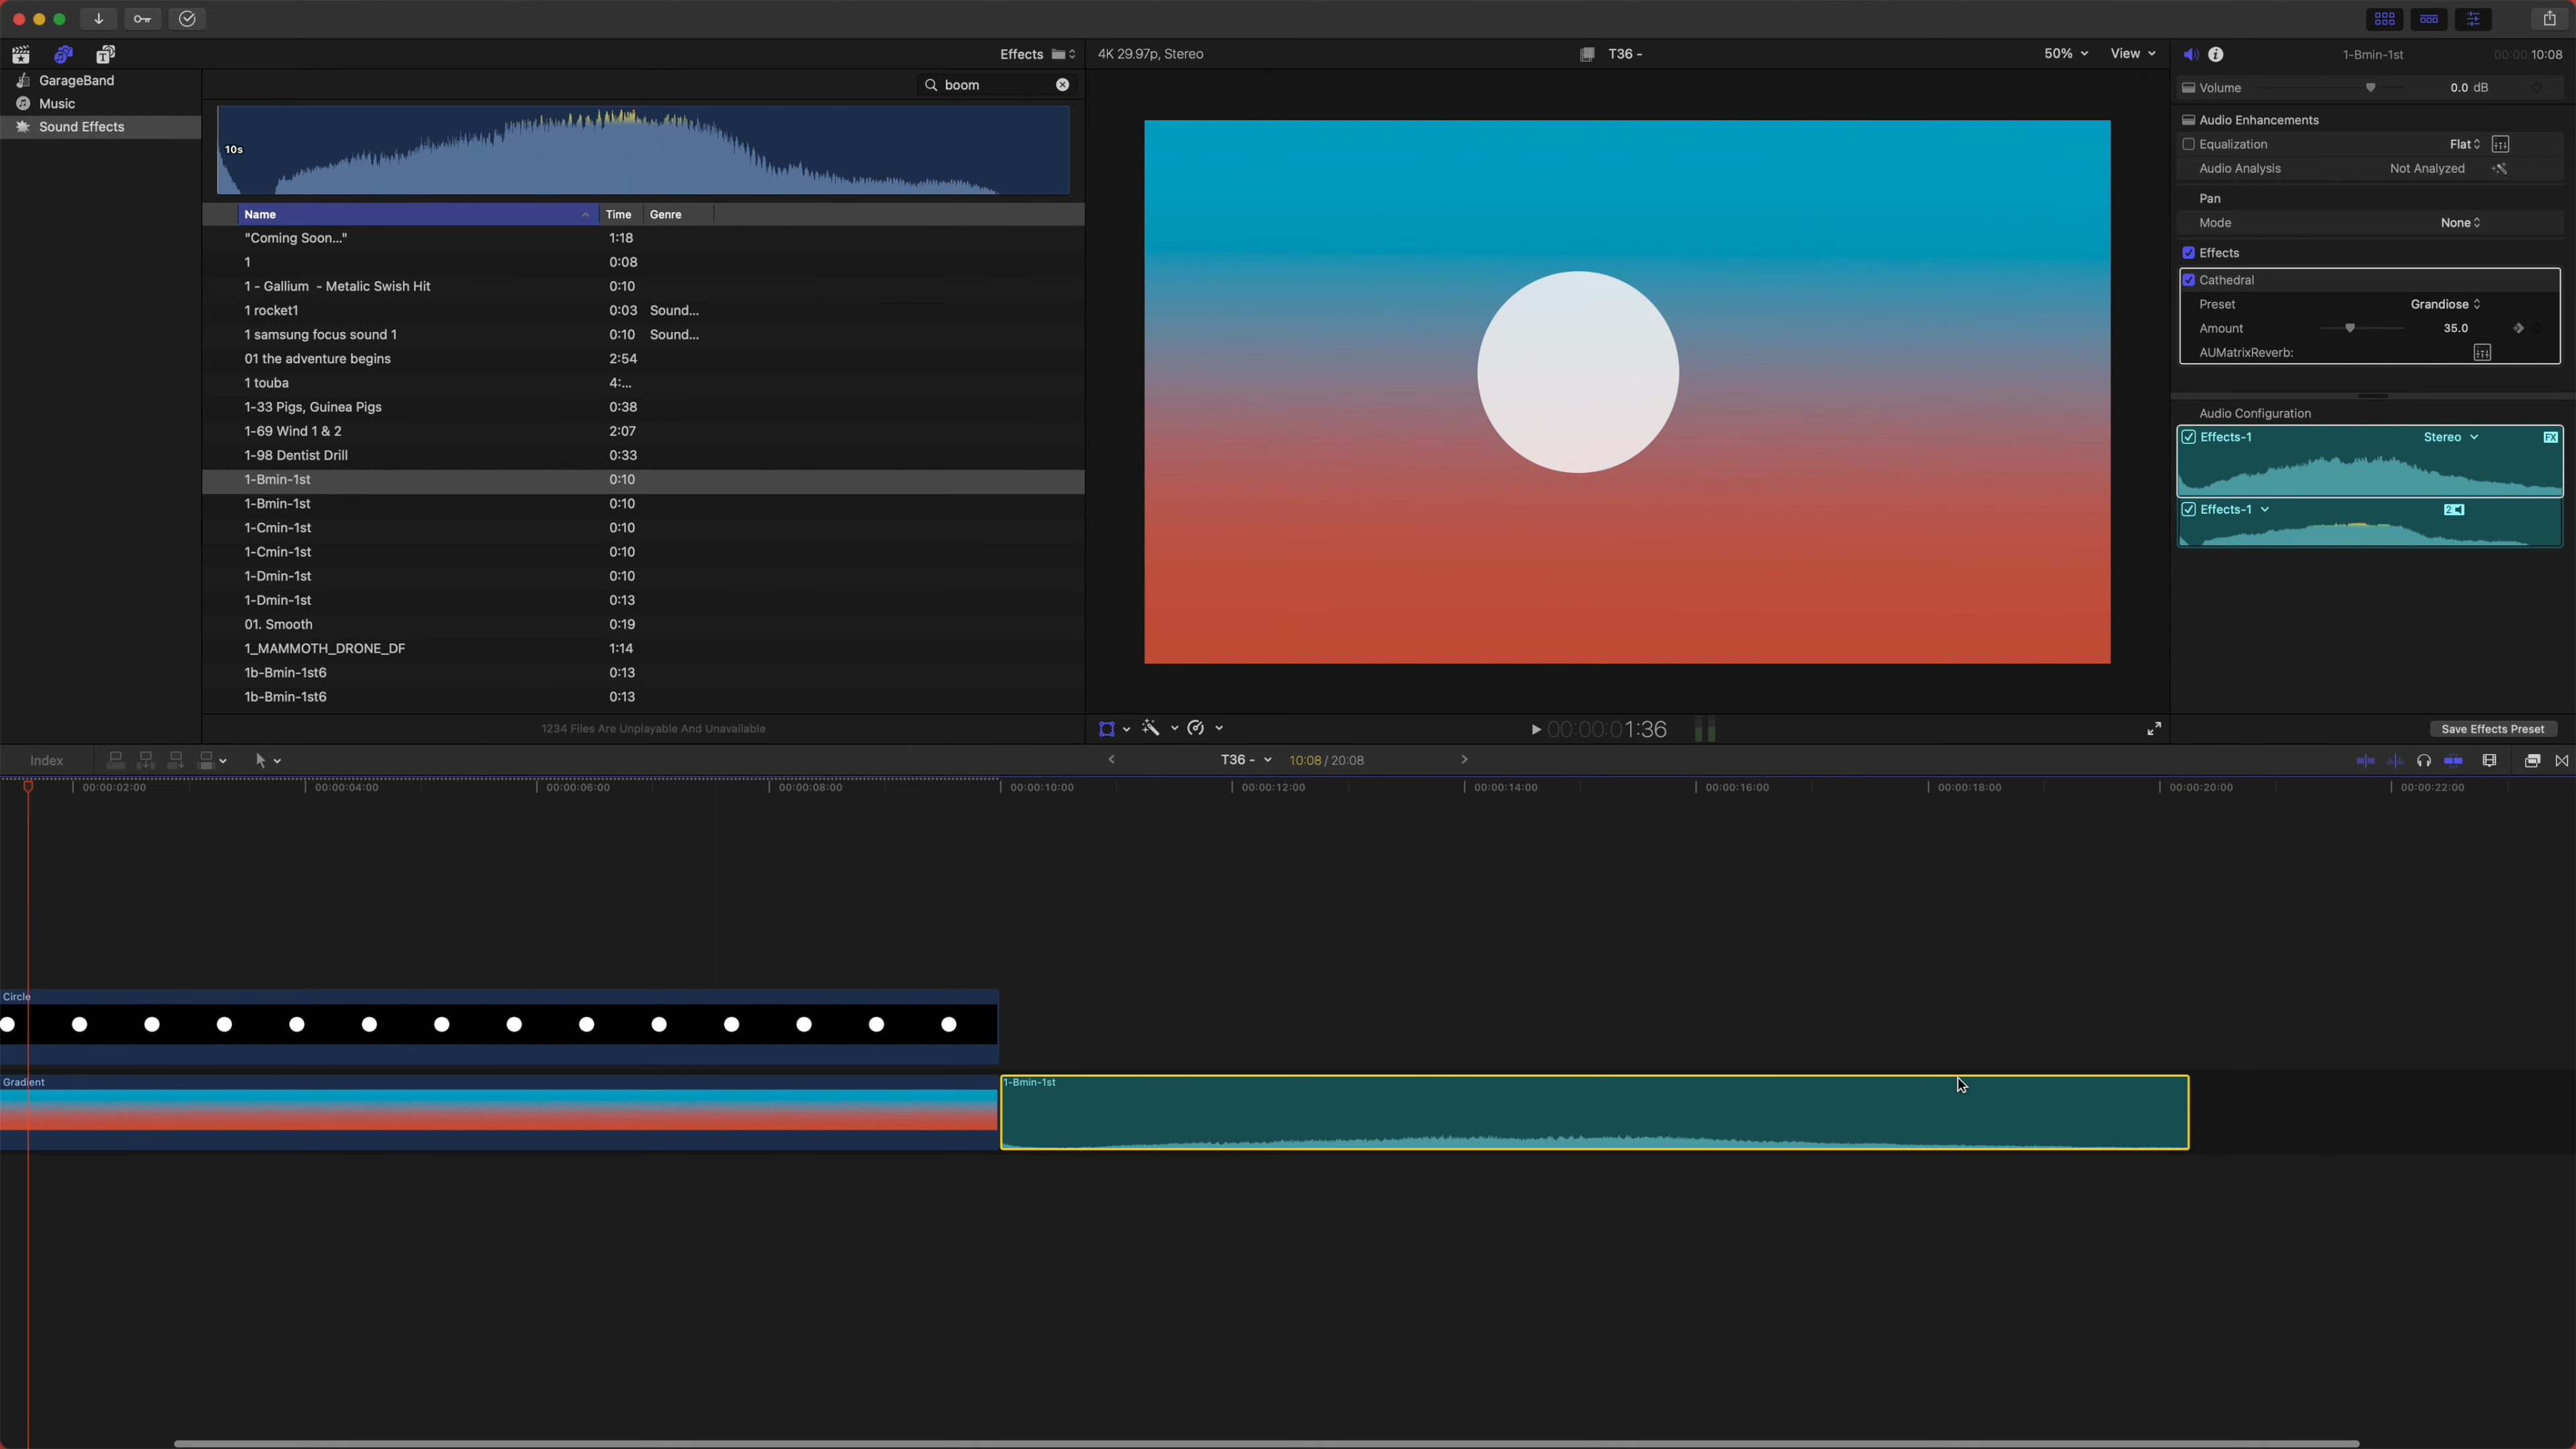 Effects
4K 29.97p, Stereo
T36 -
50%
View
1-Bmin-1st
00:00:10:08
GarageBand
Music
Sound Effects
boom
10s
Name Time Genre
"Coming Soon..." 1:18
1 0:08
1 - Gallium - Metalic Swish Hit 0:10
1 rocket1 0:03 Sound...
1 samsung focus sound 1 0:10 Sound...
01 the adventure begins 2:54
1 touba 4:...
1-33 Pigs, Guinea Pigs 0:38
1-69 Wind 1 & 2 2:07
1-98 Dentist Drill 0:33
1-Bmin-1st 0:10
1-Bmin-1st 0:10
1-Cmin-1st 0:10
1-Cmin-1st 0:10
1-Dmin-1st 0:10
1-Dmin-1st 0:13
01. Smooth 0:19
1_MAMMOTH_DRONE_DF 1:14
1b-Bmin-1st6 0:13
1b-Bmin-1st6 0:13
1234 Files Are Unplayable And Unavailable
00:00:01:36
Volume 0.0 dB
Audio Enhancements
Equalization Flat
Audio Analysis Not Analyzed
Pan
Mode None
Effects
Cathedral
Preset Grandiose
Amount 35.0
AUMatrixReverb:
Audio Configuration
Effects-1 Stereo FX
Effects-1 2
Save Effects Preset
Index
T36 - 10:08 / 20:08
00:00:02:00 00:00:04:00 00:00:06:00 00:00:08:00 00:00:10:00 00:00:12:00 00:00:14:00 00:00:16:00 00:00:18:00 00:00:20:00 00:00:22:00
Circle
Gradient
1-Bmin-1st